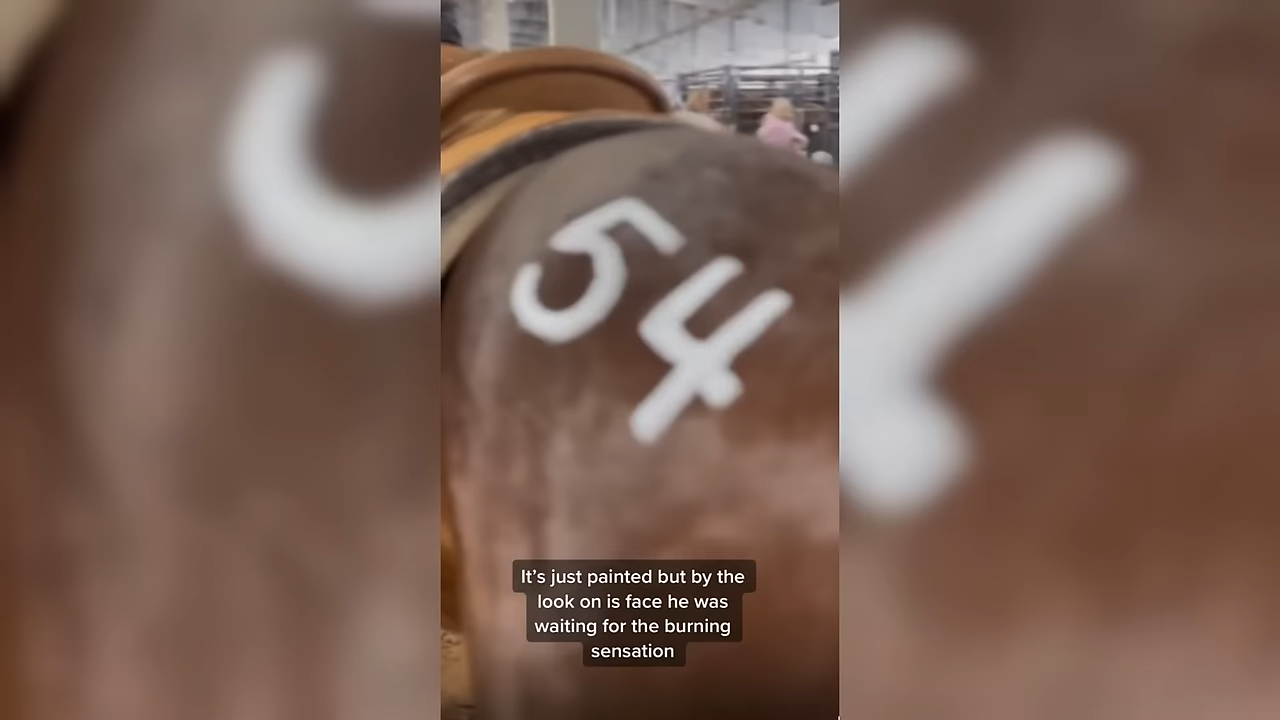 54
It's just painted but by the
look on is face he was
waiting for the burning
sensation